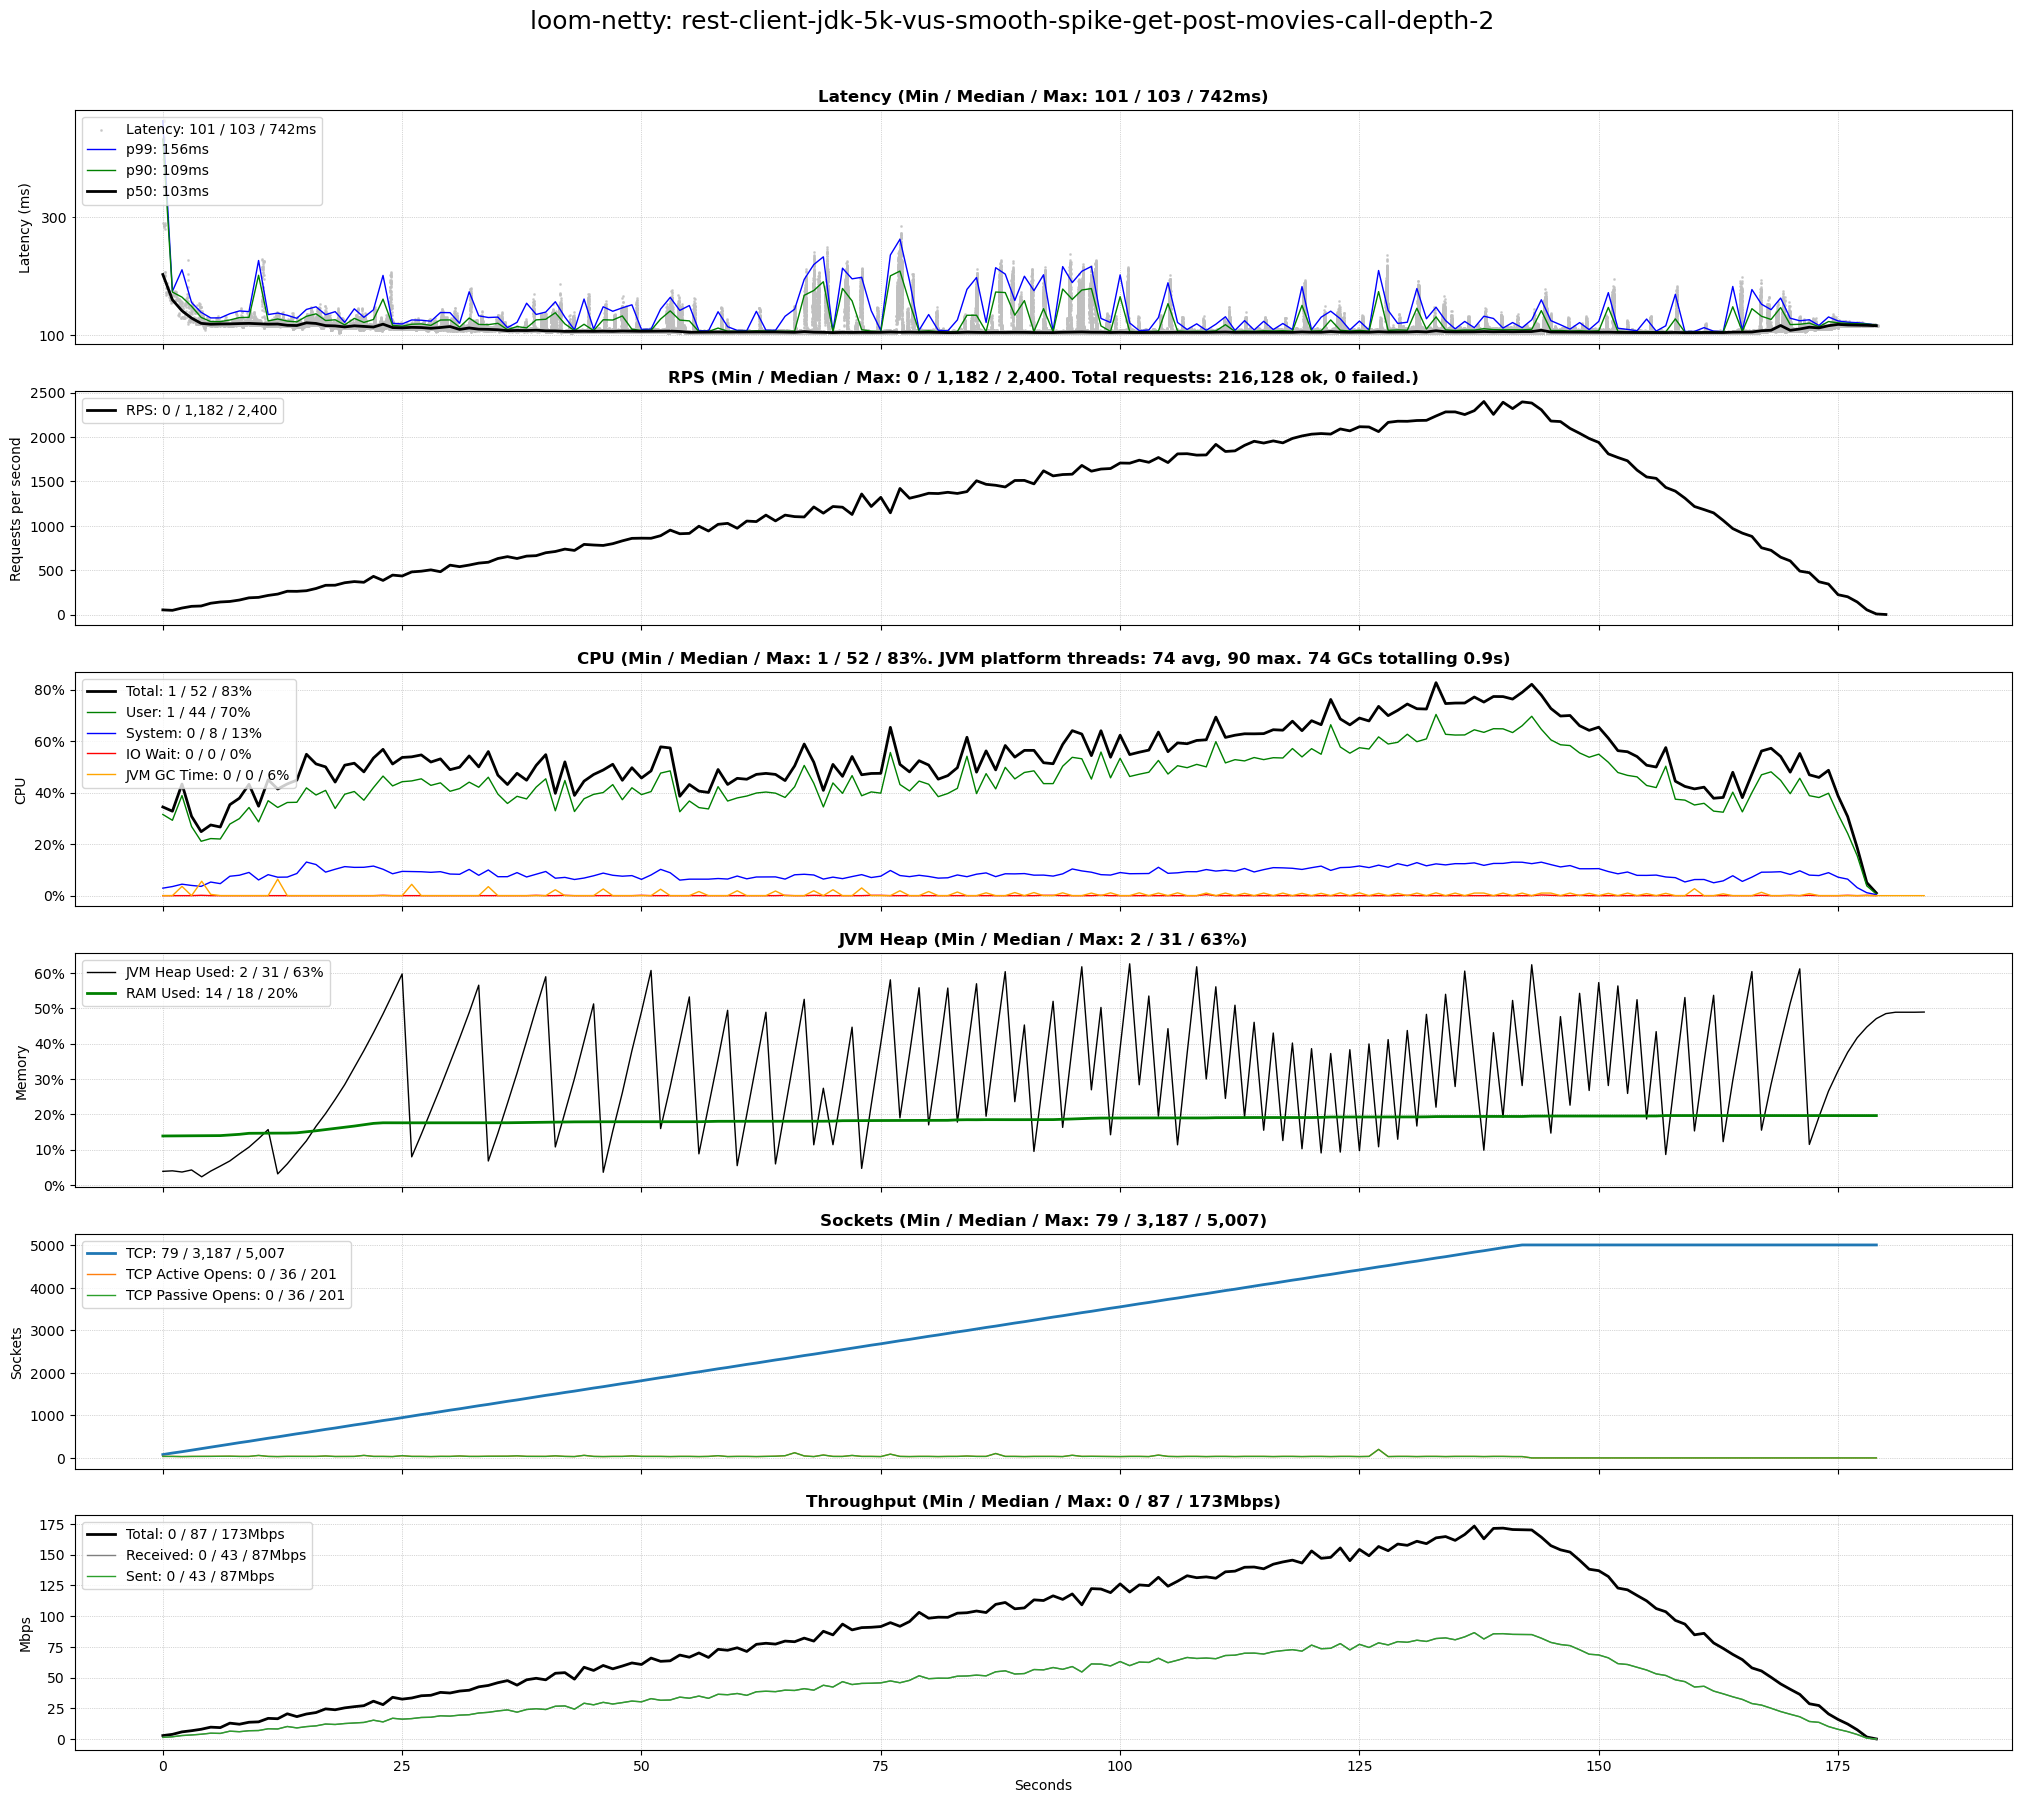 loom-netty: rest-client-jdk-5k-vus-smooth-spike-get-post-movies-call-depth-2
Latency (Min / Median / Max: 101 / 103 / 742ms)
Latency: 101 / 103 / 742ms
p99: 156ms
p90: 109ms
p50: 103ms
Latency (ms)
300
100
RPS (Min / Median / Max: 0 / 1,182 / 2,400. Total requests: 216,128 ok, 0 failed.)
RPS: 0 / 1,182 / 2,400
Requests per second
2500
2000
1500
1000
500
0
CPU (Min / Median / Max: 1 / 52 / 83%. JVM platform threads: 74 avg, 90 max. 74 GCs totalling 0.9s)
Total: 1 / 52 / 83%
User: 1 / 44 / 70%
System: 0 / 8 / 13%
IO Wait: 0 / 0 / 0%
JVM GC Time: 0 / 0 / 6%
CPU
80%
60%
40%
20%
0%
JVM Heap (Min / Median / Max: 2 / 31 / 63%)
JVM Heap Used: 2 / 31 / 63%
RAM Used: 14 / 18 / 20%
Memory
60%
50%
40%
30%
20%
10%
0%
Sockets (Min / Median / Max: 79 / 3,187 / 5,007)
TCP: 79 / 3,187 / 5,007
TCP Active Opens: 0 / 36 / 201
TCP Passive Opens: 0 / 36 / 201
Sockets
5000
4000
3000
2000
1000
0
Throughput (Min / Median / Max: 0 / 87 / 173Mbps)
Total: 0 / 87 / 173Mbps
Received: 0 / 43 / 87Mbps
Sent: 0 / 43 / 87Mbps
Mbps
175
150
125
100
75
50
25
0
0 25 50 75 100 125 150 175
Seconds